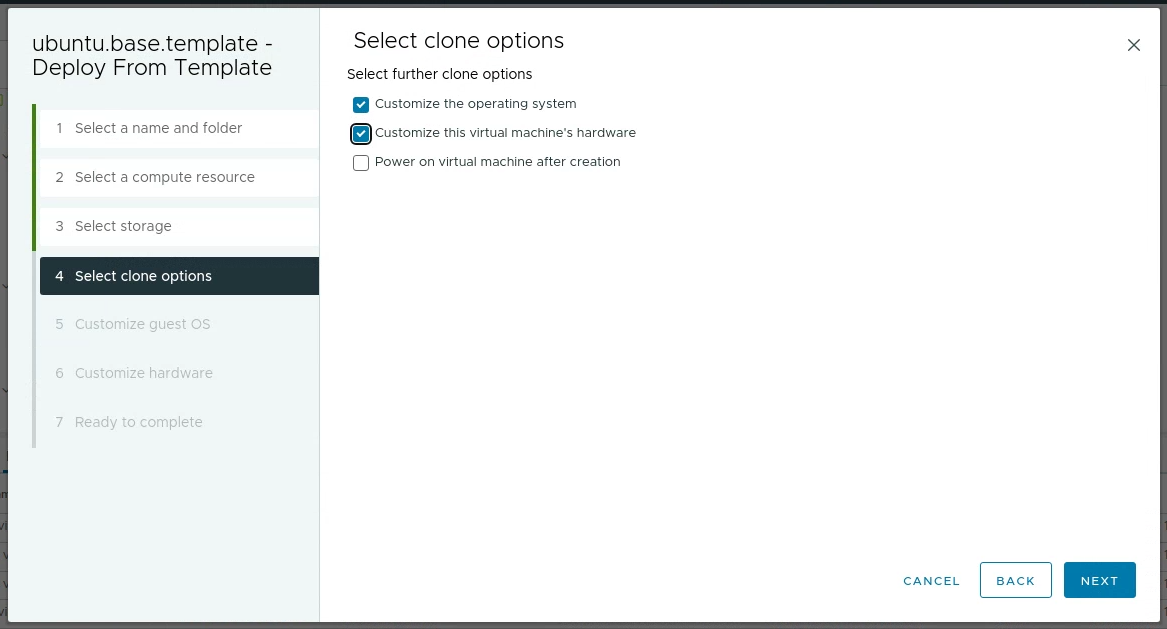 ubuntu.base.template -
Deploy From Template
1 Select a name and folder
2 Select a compute resource
3 Select storage
4 Select clone options
5 Customize guest OS
6 Customize hardware
7 Ready to complete
Select clone options
Select further clone options
Customize the operating system
Customize this virtual machine's hardware
Power on virtual machine after creation
CANCEL
BACK
NEXT